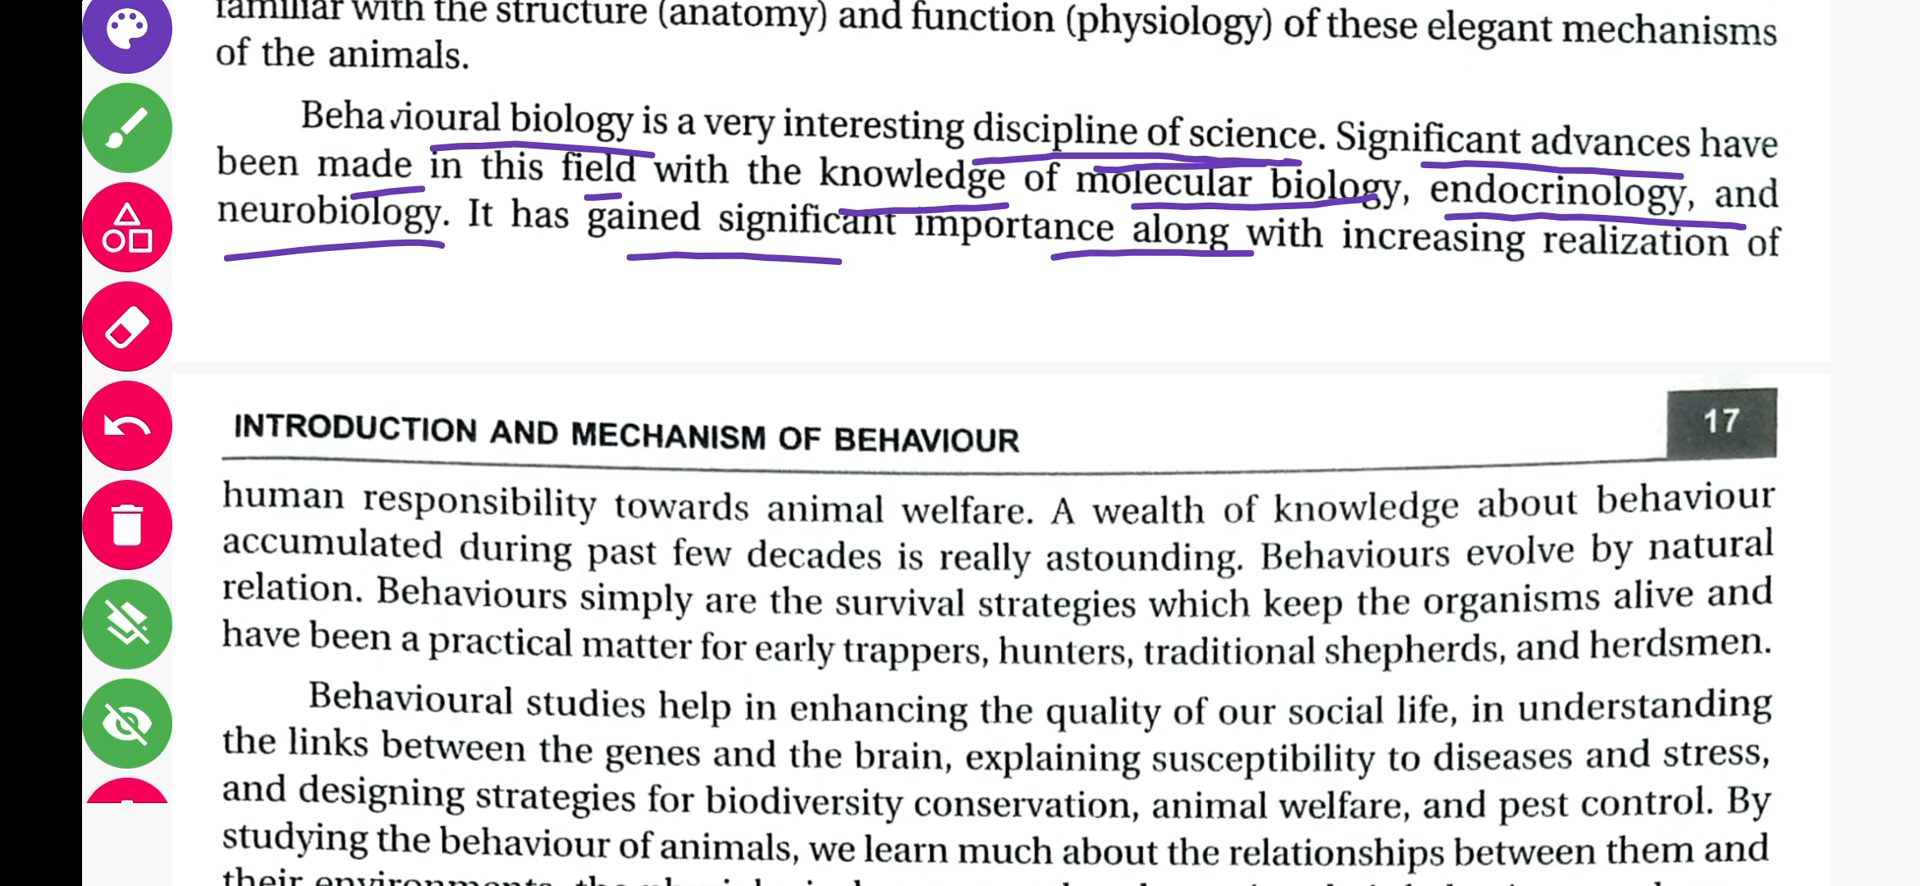 familiar with the structure (anatomy) and function (physiology) of these elegant mechanisms
of the animals.
Behavioural biology is a very interesting discipline of science. Significant advances have
been made in this field with the knowledge of molecular biology, endocrinology, and
neurobiology. It has gained significant importance along with increasing realization of
INTRODUCTION AND MECHANISM OF BEHAVIOUR 17
human responsibility towards animal welfare. A wealth of knowledge about behaviour
accumulated during past few decades is really astounding. Behaviours evolve by natural
relation. Behaviours simply are the survival strategies which keep the organisms alive and
have been a practical matter for early trappers, hunters, traditional shepherds, and herdsmen.
Behavioural studies help in enhancing the quality of our social life, in understanding
the links between the genes and the brain, explaining susceptibility to diseases and stress,
and designing strategies for biodiversity conservation, animal welfare, and pest control. By
studying the behaviour of animals, we learn much about the relationships between them and
their